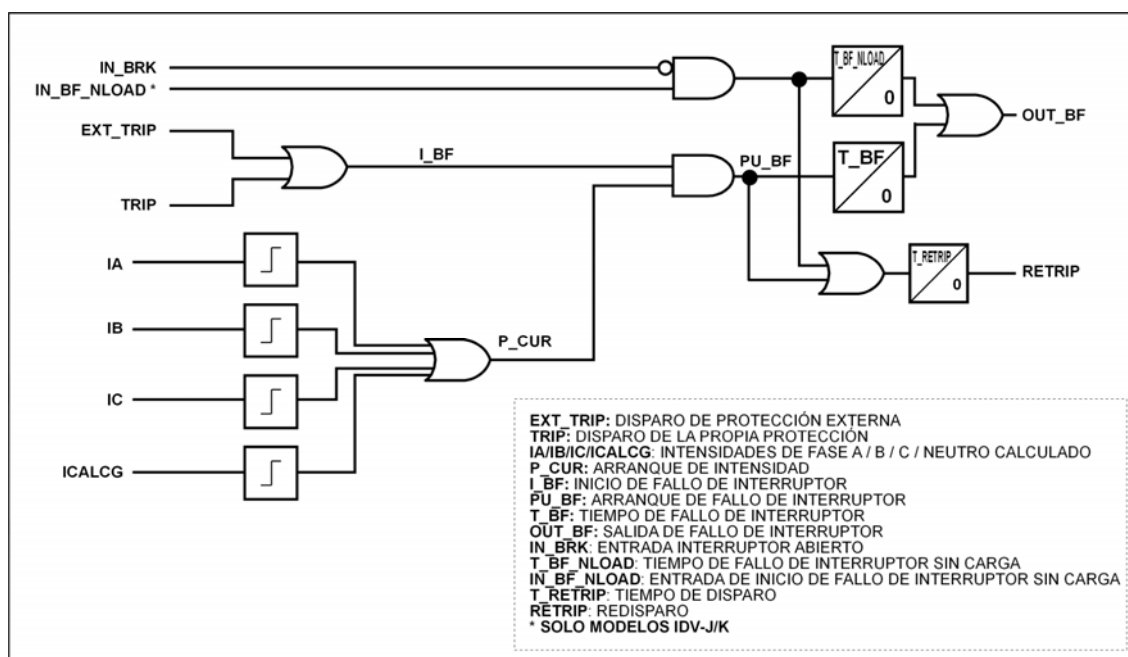 IN_BRK
IN_BF_NLOAD *
T_BF_NLOAD
0
OUT_BF
EXT_TRIP
I_BF
PU_BF
T_BF
0
TRIP
IA
T_RETRIP
0
RETRIP
IB
P_CUR
IC
ICALCG
EXT_TRIP: DISPARO DE PROTECCIÓN EXTERNA
TRIP: DISPARO DE LA PROPIA PROTECCIÓN
IA/IB/IC/ICALCG: INTENSIDADES DE FASE A / B / C / NEUTRO CALCULADO
P_CUR: ARRANQUE DE INTENSIDAD
I_BF: INICIO DE FALLO DE INTERRUPTOR
PU_BF: ARRANQUE DE FALLO DE INTERRUPTOR
T_BF: TIEMPO DE FALLO DE INTERRUPTOR
OUT_BF: SALIDA DE FALLO DE INTERRUPTOR
IN_BRK: ENTRADA INTERRUPTOR ABIERTO
T_BF_NLOAD: TIEMPO DE FALLO DE INTERRUPTOR SIN CARGA
IN_BF_NLOAD: ENTRADA DE INICIO DE FALLO DE INTERRUPTOR SIN CARGA
T_RETRIP: TIEMPO DE DISPARO
RETRIP: REDISPARO
* SOLO MODELOS IDV-J/K